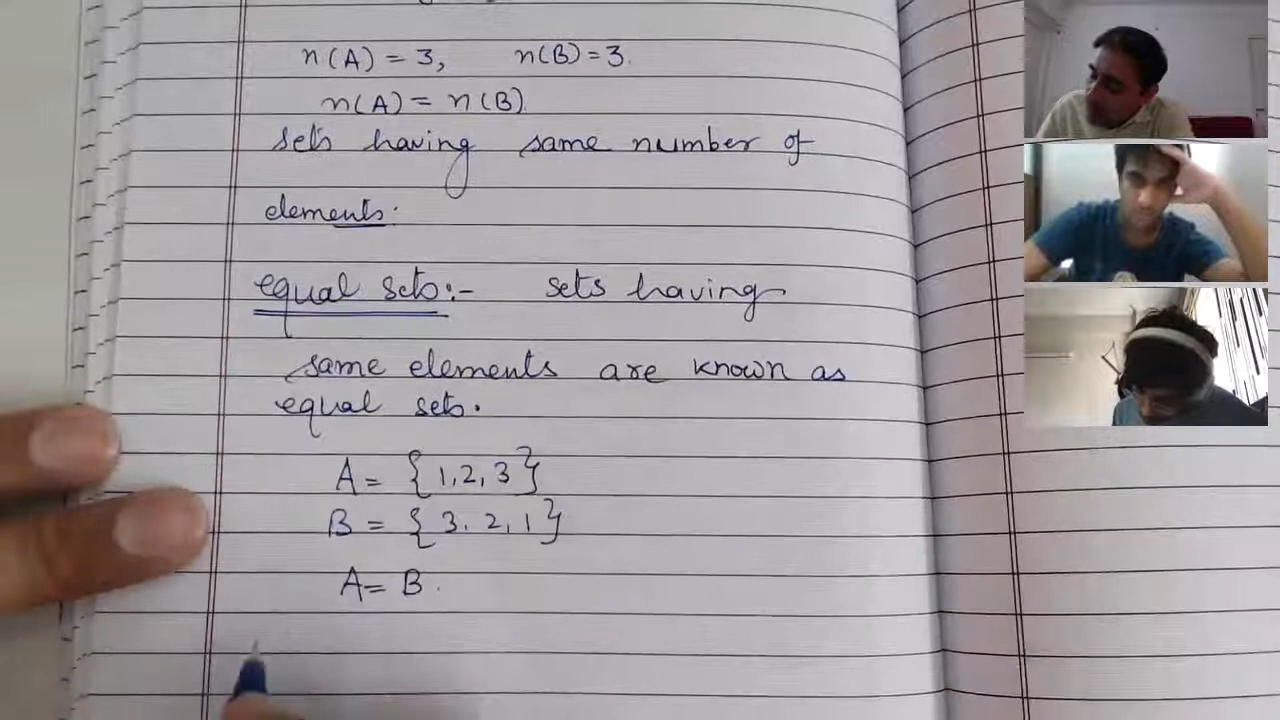 n(A) = 3, n(B) = 3.
n(A) = n(B)
sets having same number of
elements.
equal sets:- sets having
same elements are known as
equal sets.
A = {1,2,3}
B = {3,2,1}
A = B.